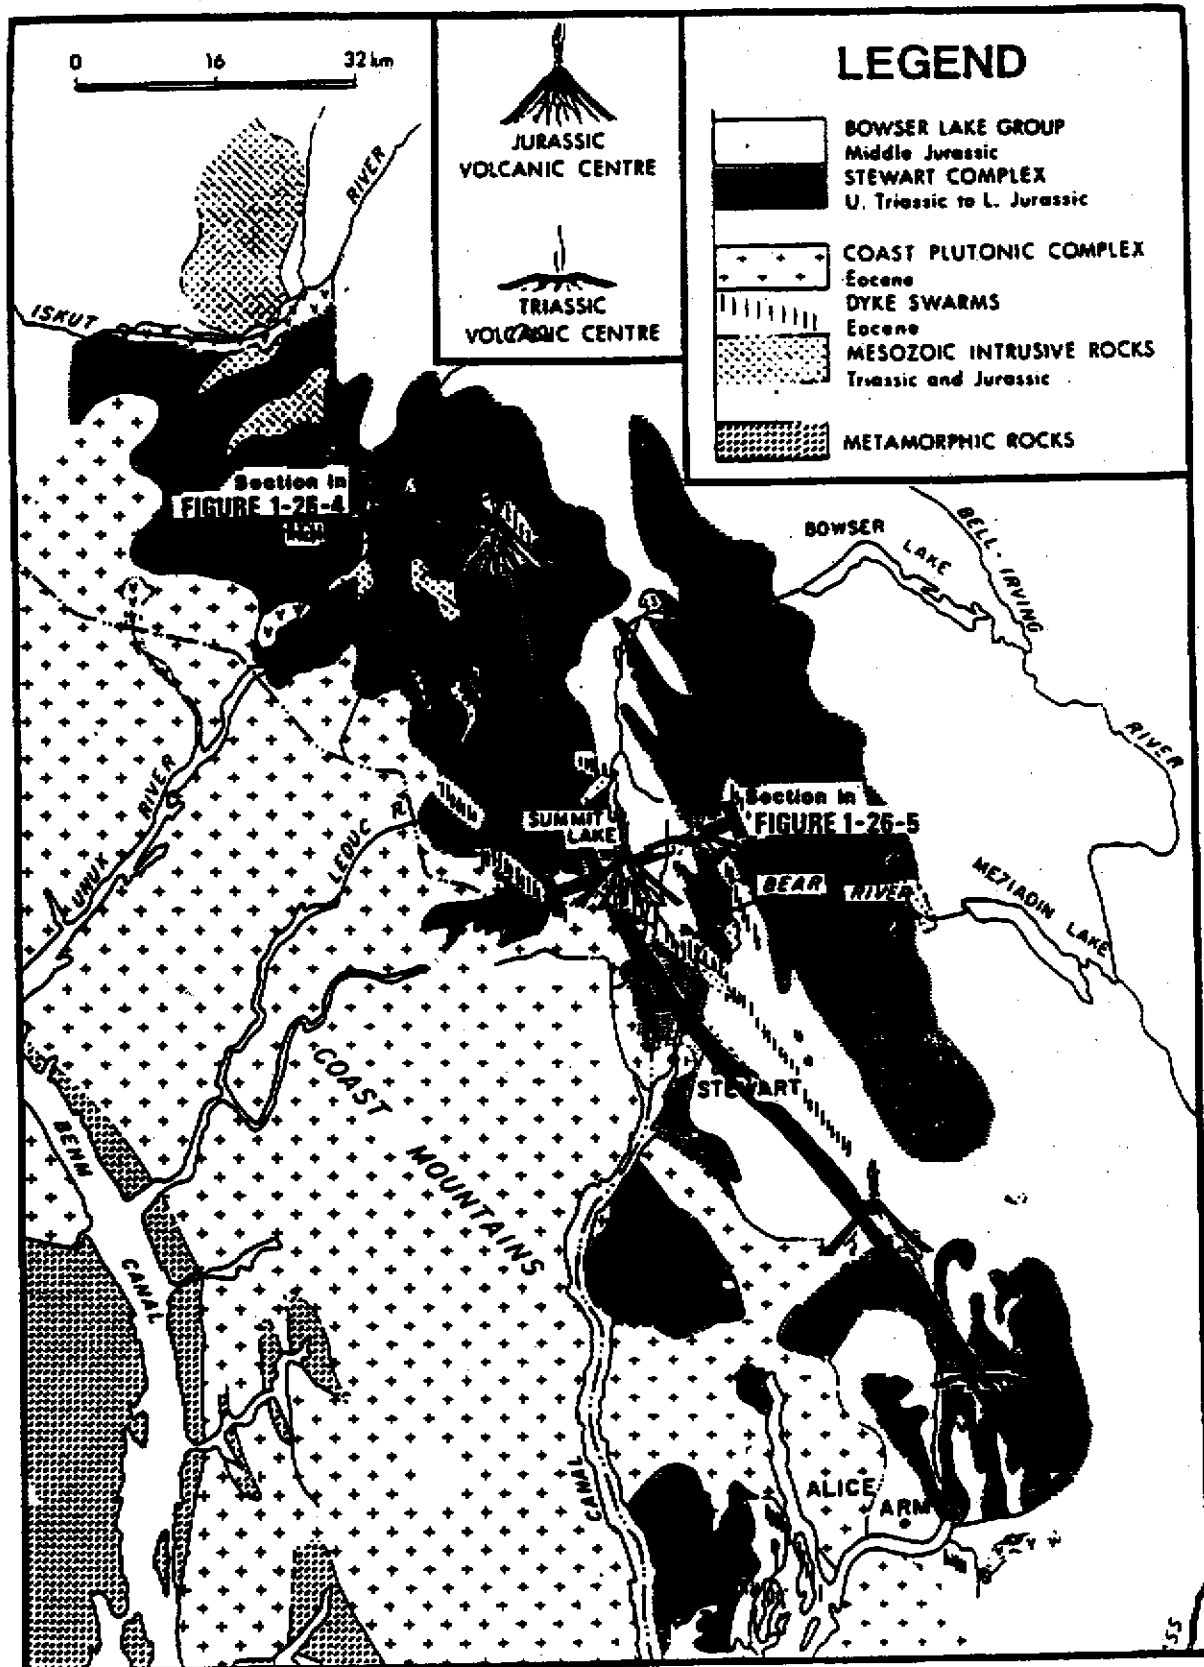 0 16 32 km
JURASSIC
VOLCANIC CENTRE
TRIASSIC
VOLCANIC CENTRE
LEGEND
BOWSER LAKE GROUP
Middle Jurassic
STEWART COMPLEX
U. Triassic to L. Jurassic
COAST PLUTONIC COMPLEX
Eocene
DYKE SWARMS
Eocene
MESOZOIC INTRUSIVE ROCKS
Triassic and Jurassic
METAMORPHIC ROCKS
ISKUT
RIVER
Section in
FIGURE 1-26-4
BOWSER
LAKE
BELL-IRVING
RIVER
UNUK
RIVER
LEDUC R.
SUMMIT
LAKE
Section in
FIGURE 1-26-5
BEAR RIVER
MEZIADIN LAKE
COAST
MOUNTAINS
STEWART
BEHM
CANAL
CANAL
ALICE
ARM